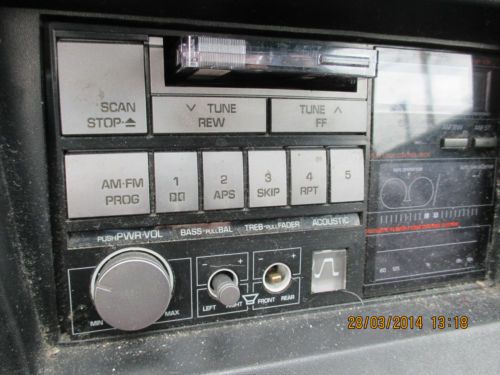 SCAN
STOP·⏏
∨ TUNE
REW
TUNE ∧
FF
AM·FM
PROG
1
2
APS
3
SKIP
4
RPT
5
PUSH PWR·VOL
BASS·PULL BAL
TREB·PULL FADER
ACOUSTIC
MIN
MAX
- +
LEFT
RIGHT
- +
FRONT
REAR
60 125
28/03/2014 13:18